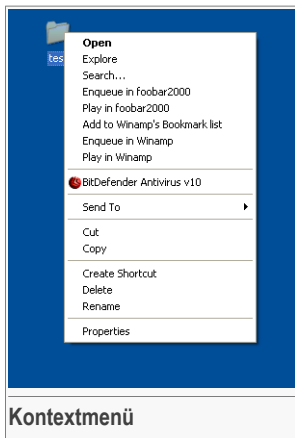 tes
Open
Explore
Search...
Enqueue in foobar2000
Play in foobar2000
Add to Winamp's Bookmark list
Enqueue in Winamp
Play in Winamp
BitDefender Antivirus v10
Send To
Cut
Copy
Create Shortcut
Delete
Rename
Properties
Kontextmenü